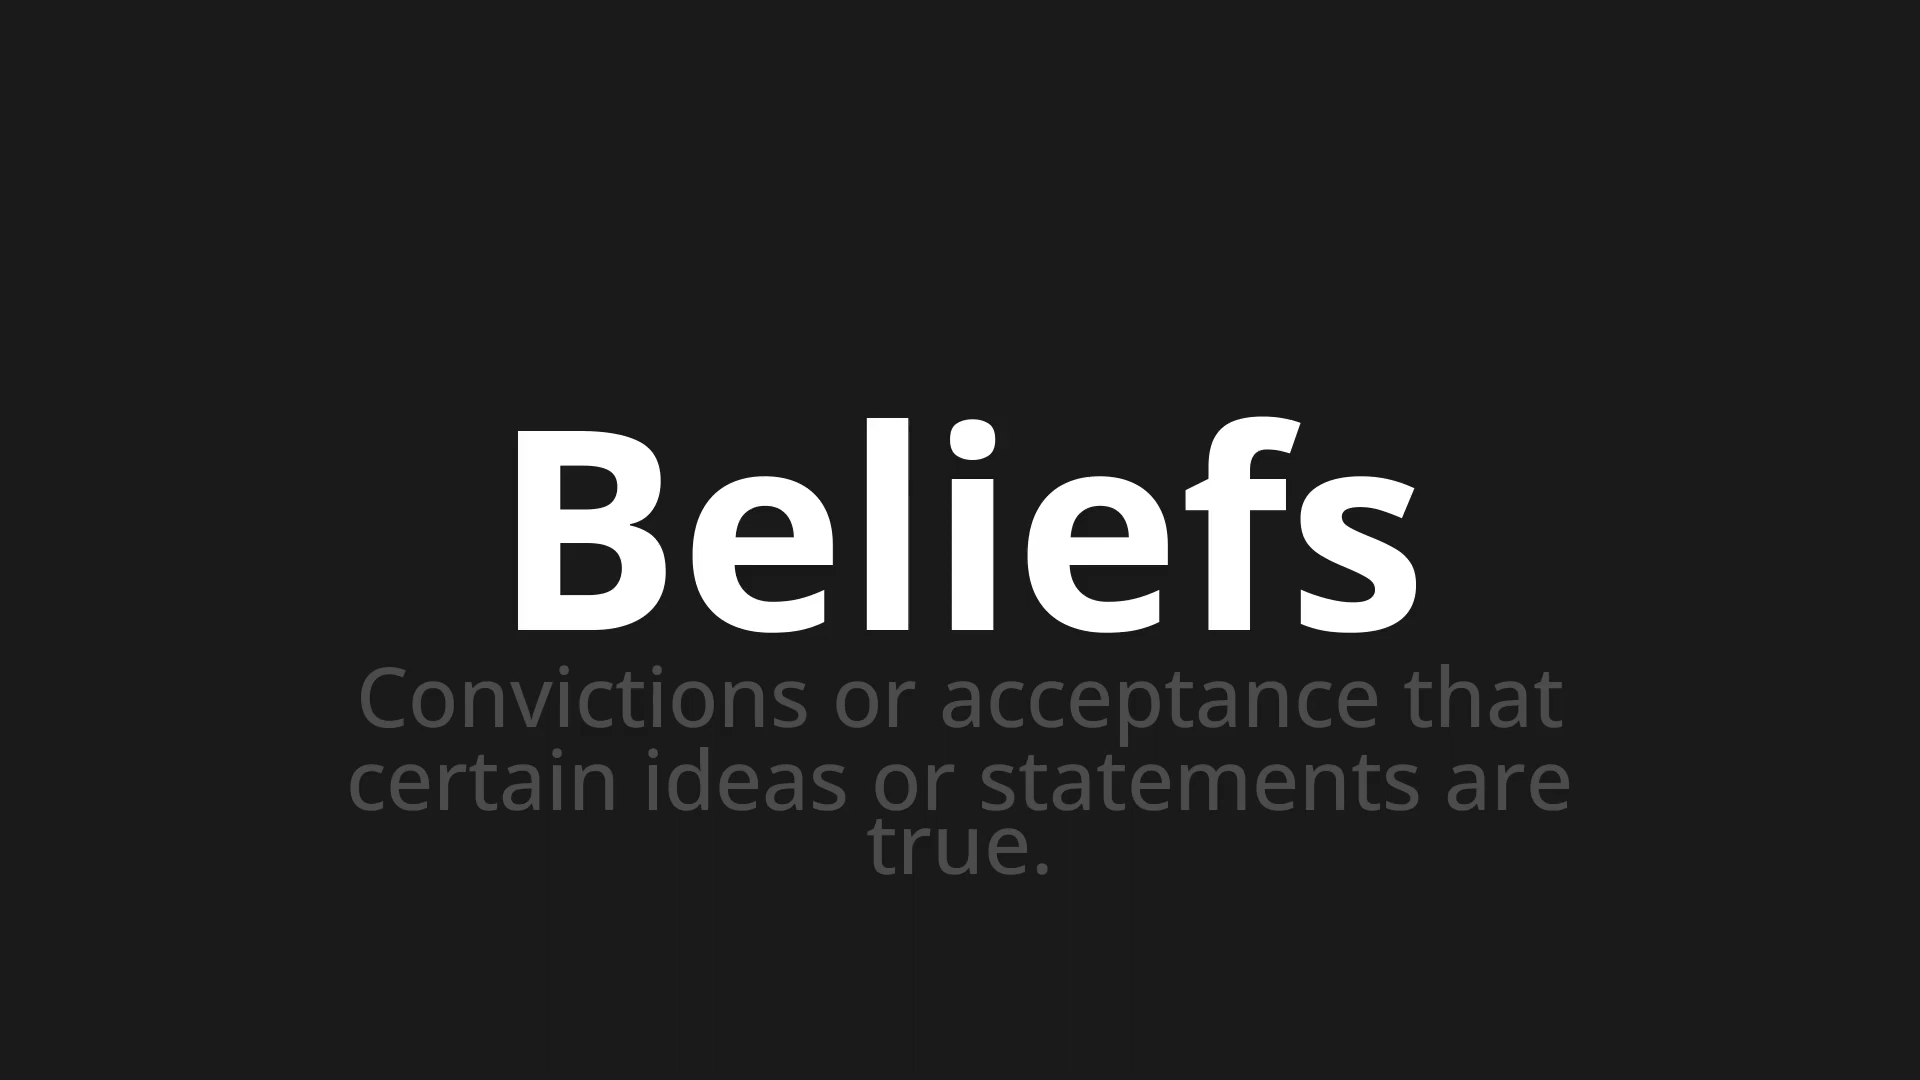 Beliefs
Convictions or acceptance that
certain ideas or statements are
true.